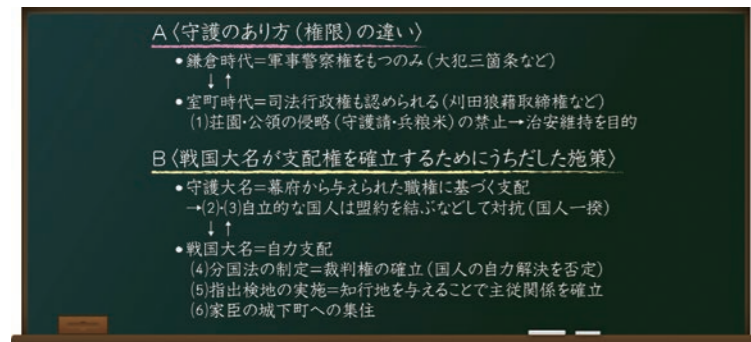 A〈守護のあり方(権限)の違い〉
●鎌倉時代=軍事警察権をもつのみ(大犯三箇条など)
↓↑
●室町時代=司法行政権も認められる(刈田狼藉取締権など)
(1)荘園・公領の侵略(守護請・兵粮米)の禁止→治安維持を目的
B〈戦国大名が支配権を確立するためにうちだした施策〉
●守護大名=幕府から与えられた職権に基づく支配
→(2)・(3)自立的な国人は盟約を結ぶなどして対抗(国人一揆)
↓↑
●戦国大名=自力支配
(4)分国法の制定=裁判権の確立(国人の自力解決を否定)
(5)指出検地の実施=知行地を与えることで主従関係を確立
(6)家臣の城下町への集住